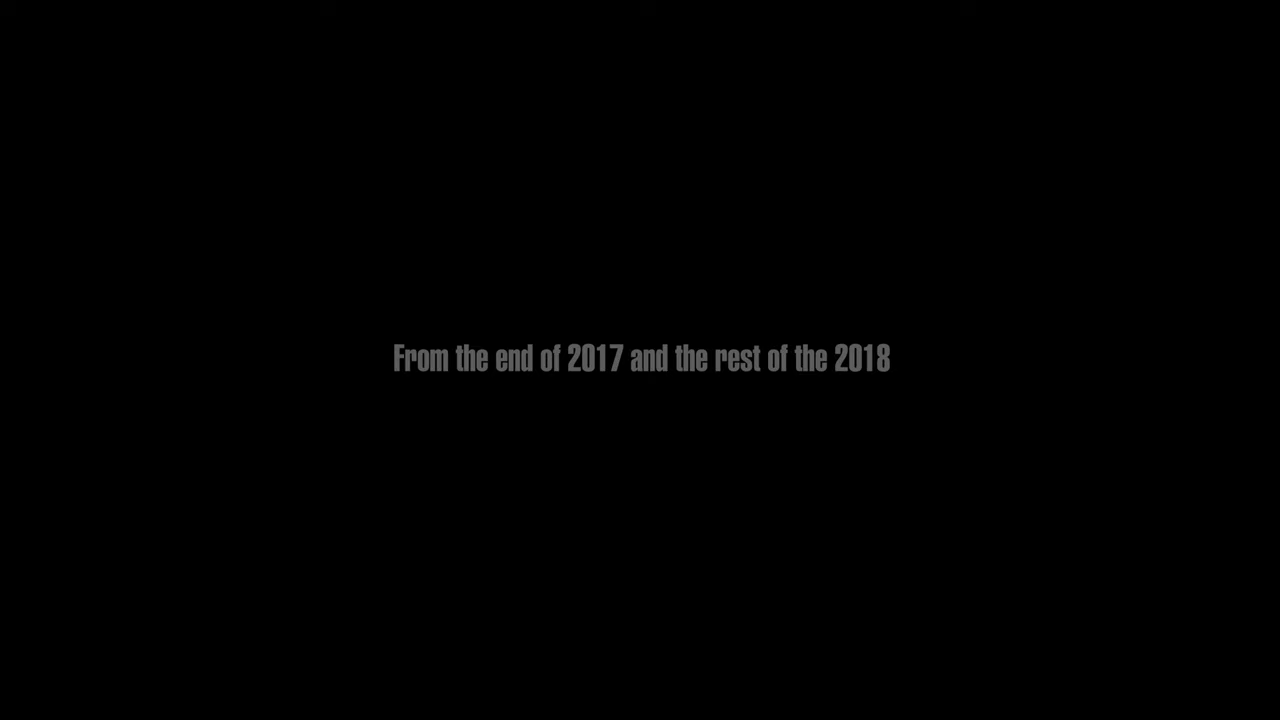 From the end of 2017 and the rest of the 2018